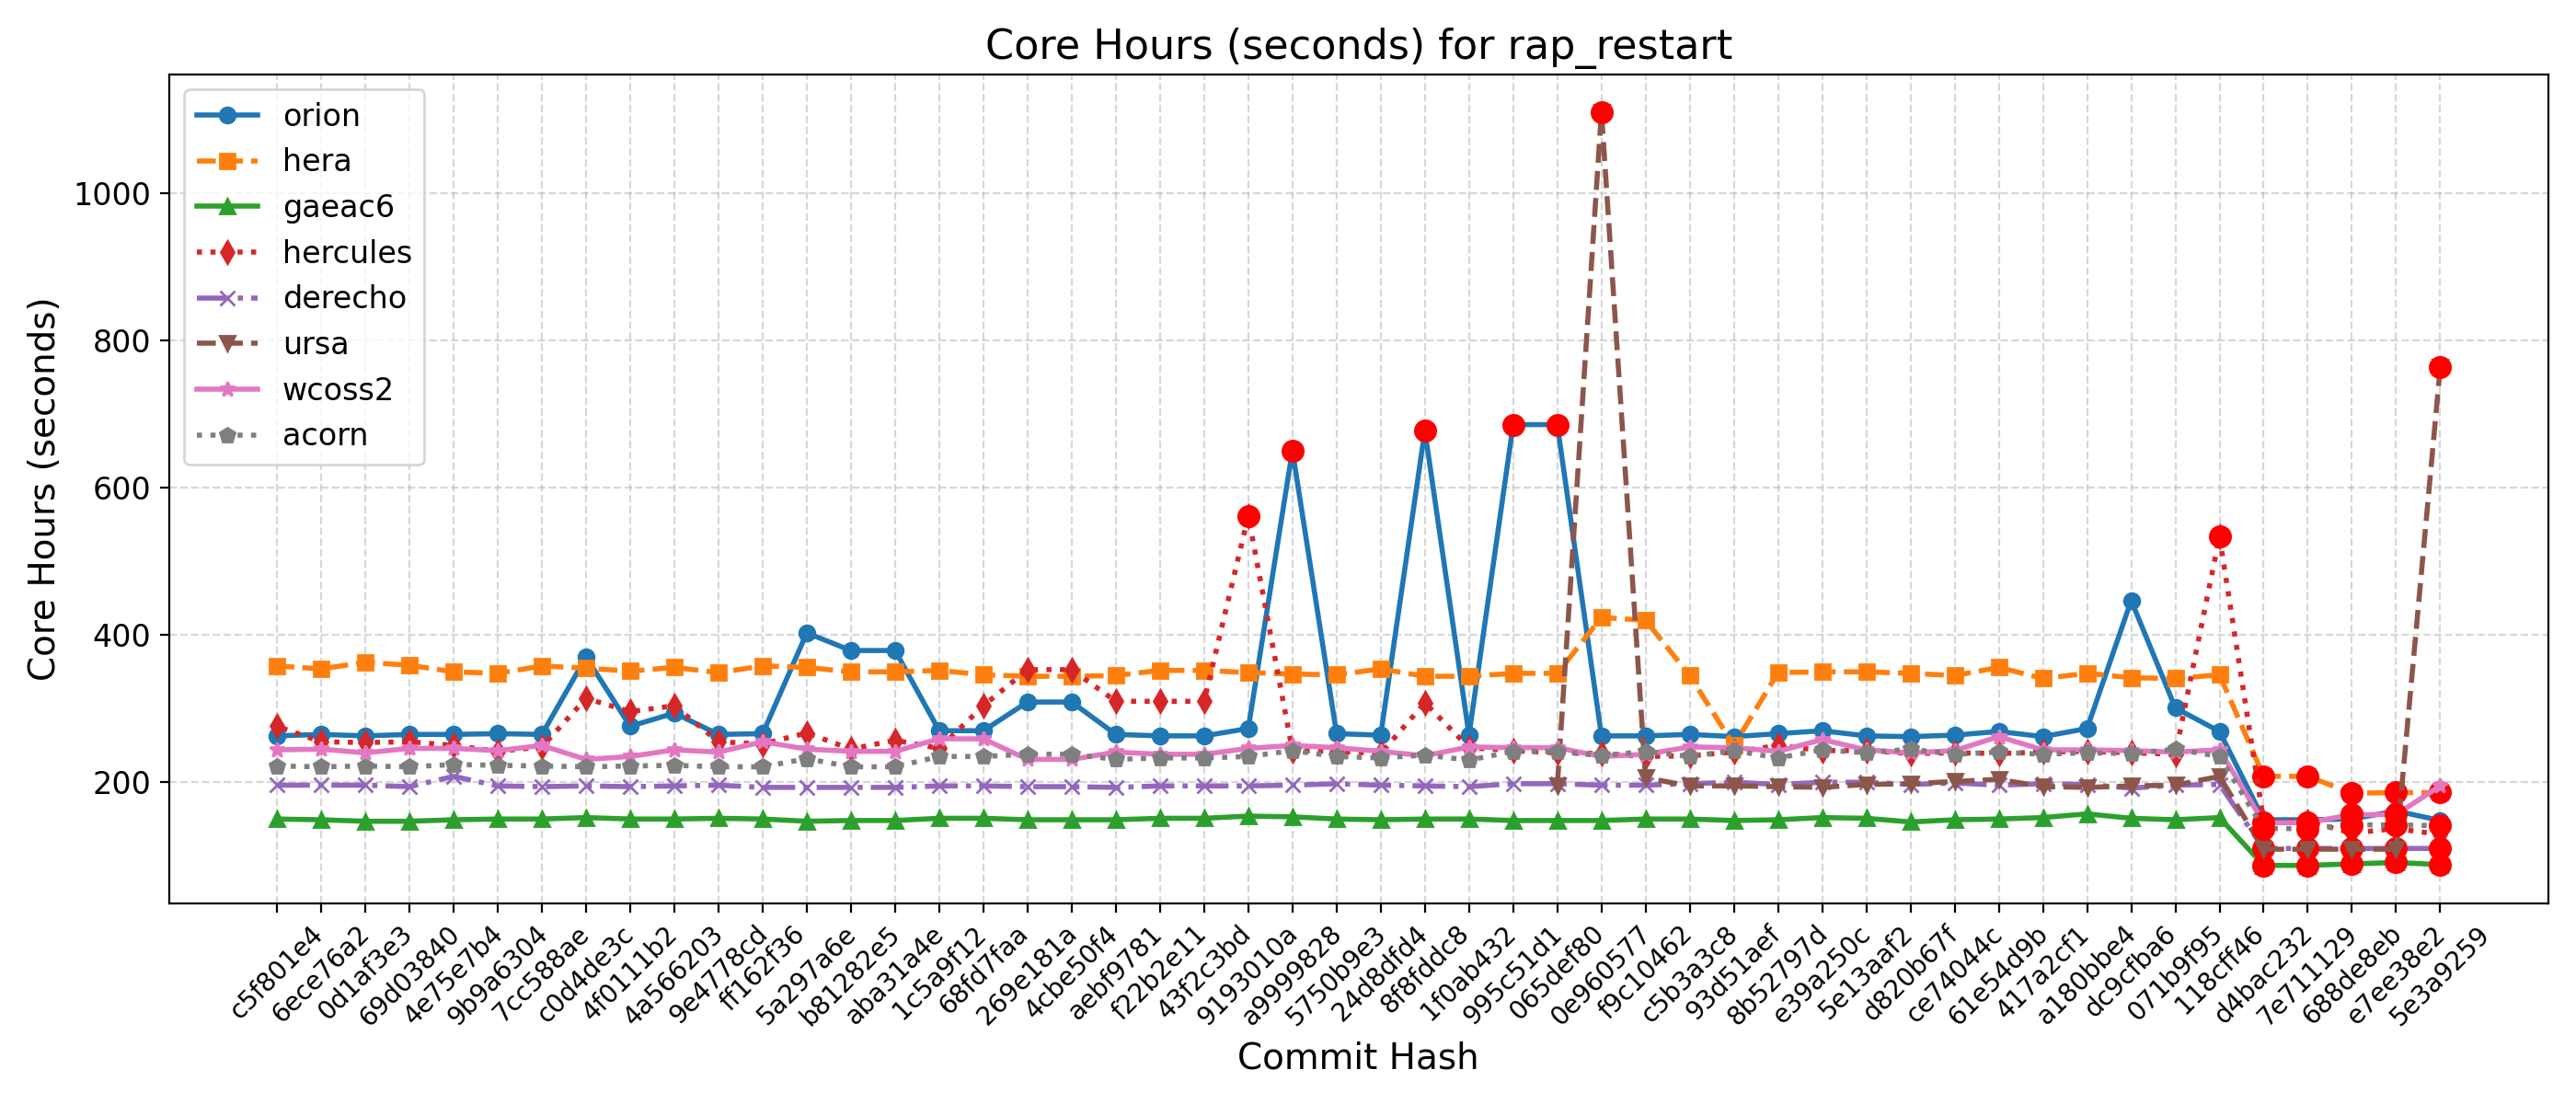 Core Hours (seconds) for rap_restart
Core Hours (seconds)
1000
800
600
400
200
orion
hera
gaeac6
hercules
derecho
ursa
wcoss2
acorn
c5f801e4
6ece76a2
0d1af3e3
69d03840
4e75e7b4
9b9a6304
7cc588ae
c0d4de3c
4f0111b2
4a566203
9e4778cd
ff162f36
5a297a6e
b81282e5
aba31a4e
1c5a9f12
68fd7faa
269e181a
4cbe50f4
aebf9781
f22b2e11
43f2c3bd
9193010a
a9999828
5750b9e3
24d8dfd4
8f8fddc8
1f0ab432
995c51d1
065def80
0e960577
f9c10462
c5b3a3c8
93d51aef
8b52797d
e39a250c
5e13aaf2
d820b67f
ce74044c
61e54d9b
417a2cf1
a180bbe4
dc9cfba6
071b9f95
118cff46
d4bac232
7e711129
688de8eb
e7ee38e2
5e3a9259
Commit Hash